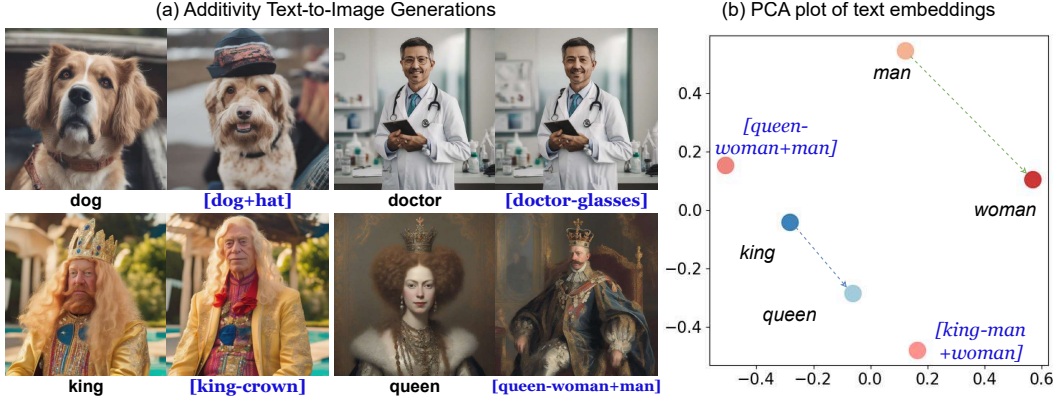 (a) Additivity Text-to-Image Generations
dog
[dog+hat]
doctor
[doctor-glasses]
king
[king-crown]
queen
[queen-woman+man]
(b) PCA plot of text embeddings
man
[queen-
woman+man]
woman
king
queen
[king-man
+woman]
0.4
0.2
0.0
−0.2
−0.4
−0.4
−0.2
0.0
0.2
0.4
0.6